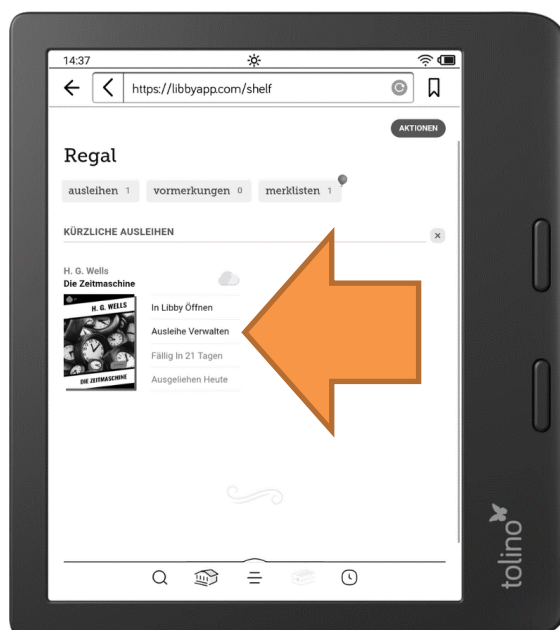 14:37
https://libbyapp.com/shelf
AKTIONEN
Regal
ausleihen 1 vormerkungen 0 merklisten 1
KÜRZLICHE AUSLEIHEN
H. G. Wells
Die Zeitmaschine
H. G. WELLS
DIE ZEITMASCHINE
In Libby Öffnen
Ausleihe Verwalten
Fällig In 21 Tagen
Ausgeliehen Heute
tolino